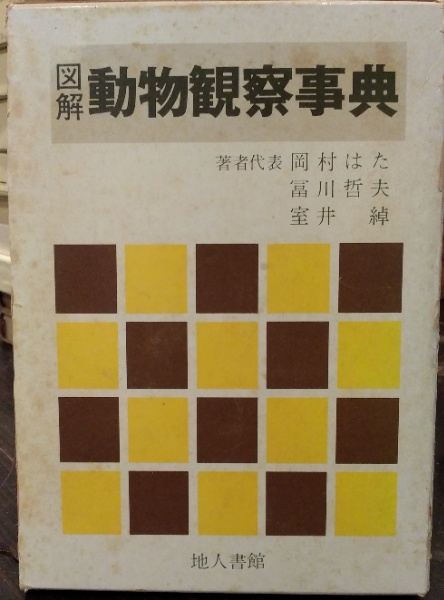 図解 動物観察事典
著者代表 岡村はた
冨川哲夫
室井 綽
地人書館